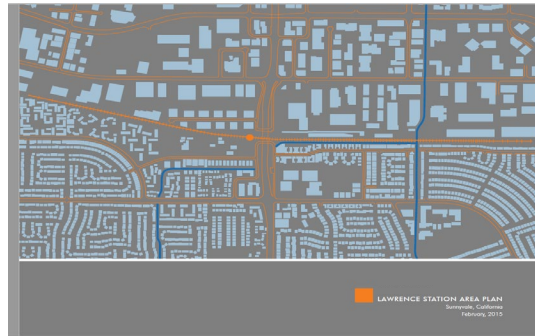 LAWRENCE STATION AREA PLAN
Sunnyvale, California
February, 2015